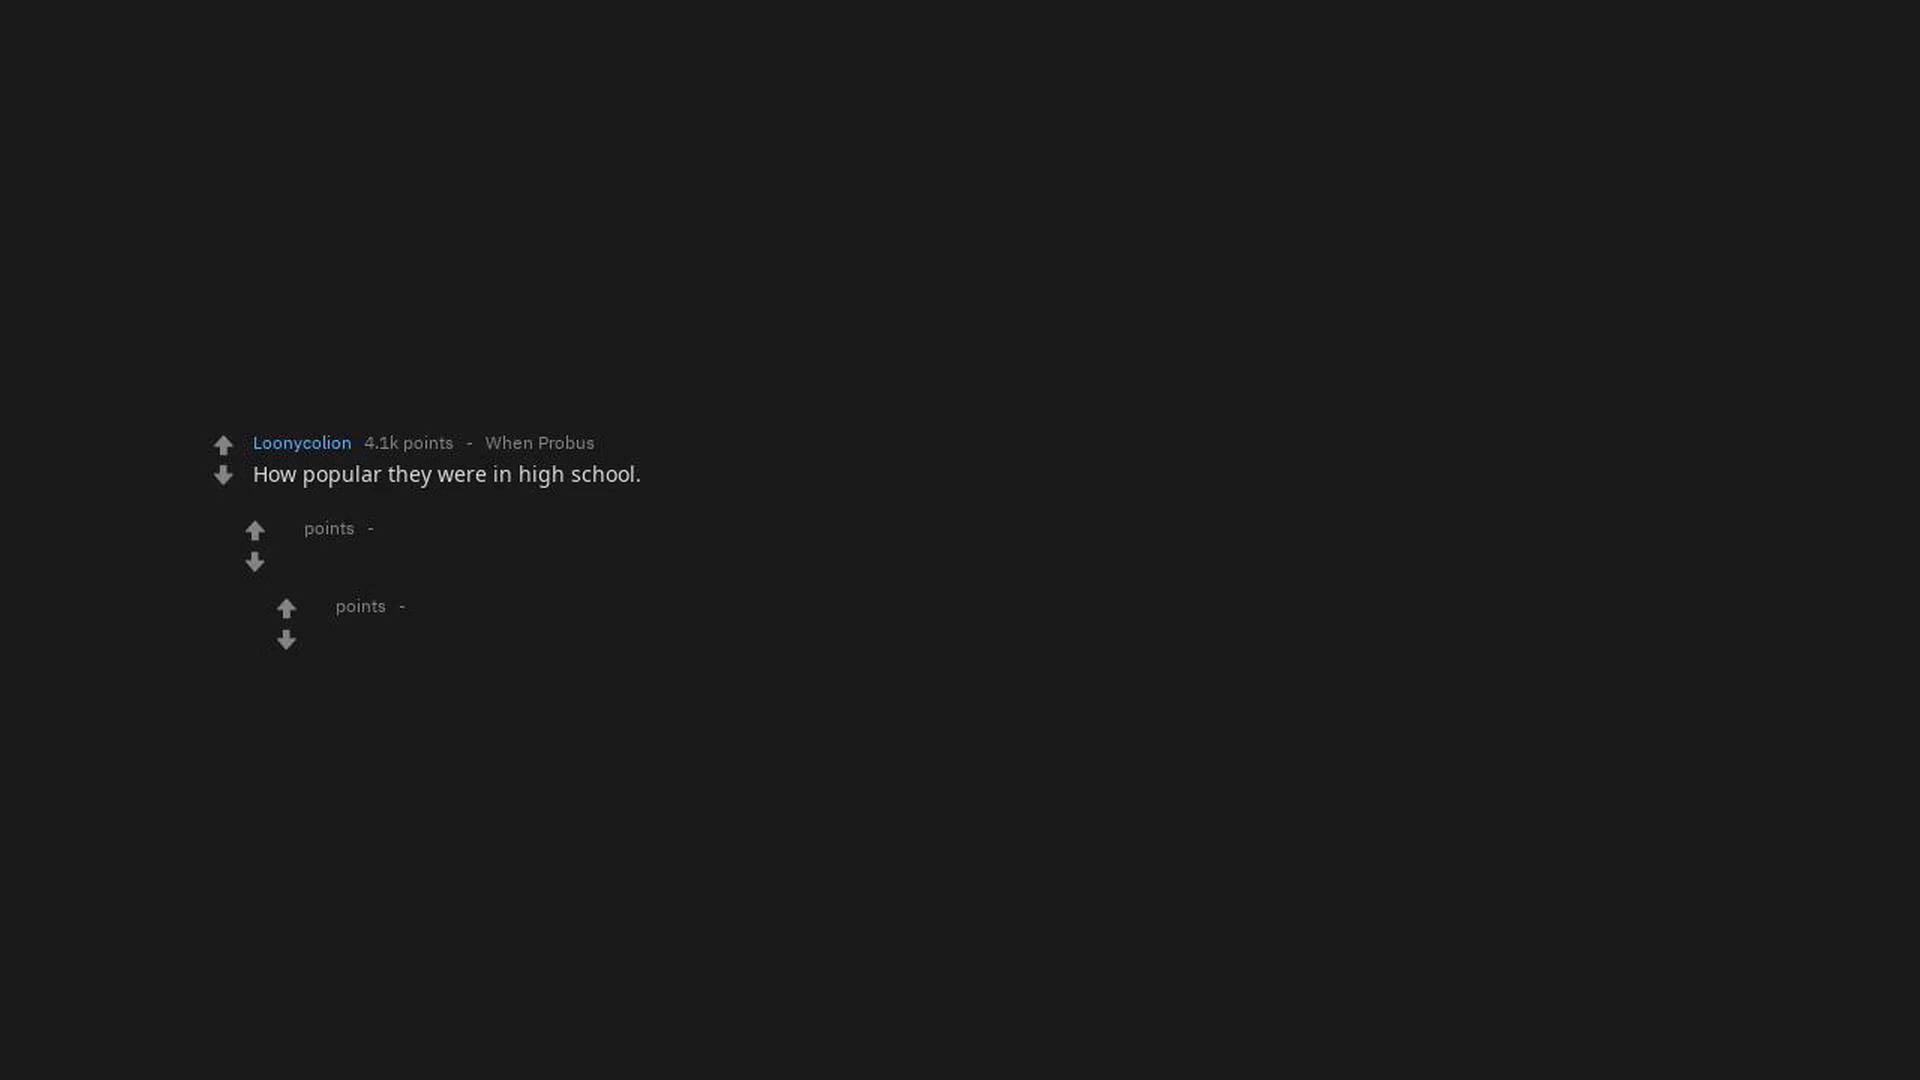 Loonycolion 4.1k points - When Probus
How popular they were in high school.
points -
points -